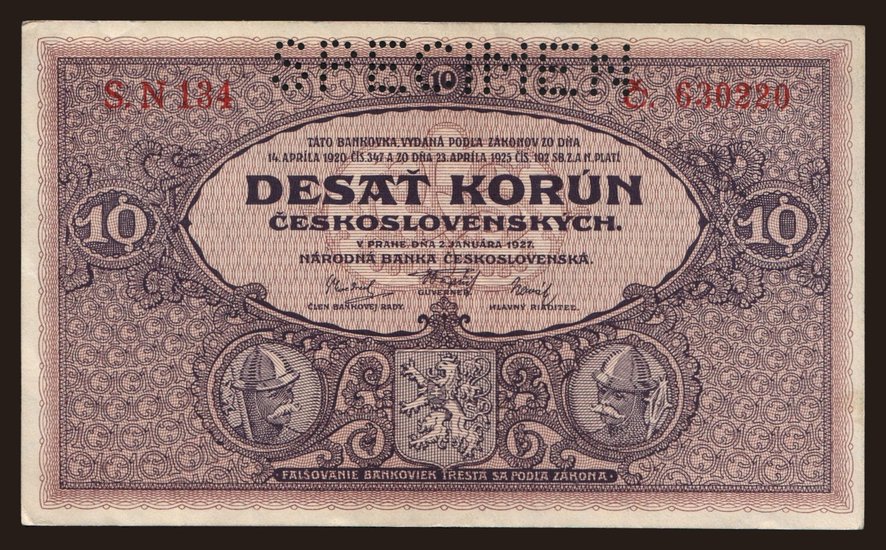 SPECIMEN
10
S. N 134 Č. 630220
TÁTO BANKOVKA, VYDANÁ PODĽA ZÁKONOV ZO DŇA
14. APRÍLA 1920 ČÍS. 347 A ZO DŇA 23. APRÍLA 1925 ČÍS. 102 SB. Z. A N. PLATÍ
DESAŤ KORÚN
ČESKOSLOVENSKÝCH.
10 10
V PRAHE, DŇA 2. JANUÁRA 1927.
NÁRODNÁ BANKA ČESKOSLOVENSKÁ.
GUVERNÉR.
ČLEN BANKOVEJ RADY. HLAVNÝ RIADITEĽ.
FALŠOVANIE BANKOVIEK TRESTÁ SA PODĽA ZÁKONA